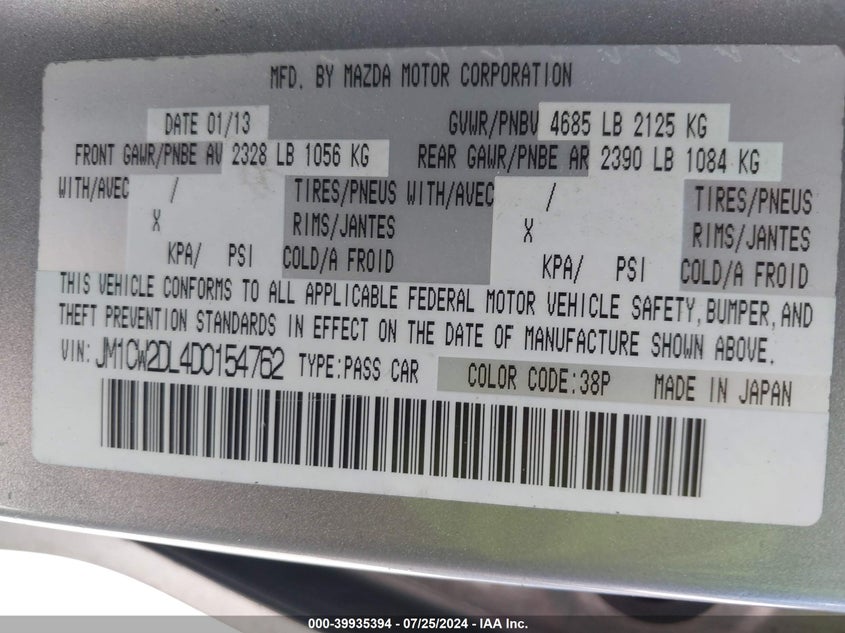 MFD. BY MAZDA MOTOR CORPORATION
DATE 01/13 GVWR/PNBV 4685 LB 2125 KG
FRONT GAWR/PNBE AV 2328 LB 1056 KG REAR GAWR/PNBE AR 2390 LB 1084 KG
WITH/AVEC / TIRES/PNEUS WITH/AVEC / TIRES/PNEUS
X RIMS/JANTES X RIMS/JANTES
KPA/ PSI COLD/A FROID KPA/ PSI COLD/A FROID
THIS VEHICLE CONFORMS TO ALL APPLICABLE FEDERAL MOTOR VEHICLE SAFETY, BUMPER, AND
THEFT PREVENTION STANDARDS IN EFFECT ON THE DATE OF MANUFACTURE SHOWN ABOVE.
VIN: JM1CW2DL4D0154762 TYPE:PASS CAR COLOR CODE:38P MADE IN JAPAN
000-39935394 - 07/25/2024 - IAA Inc.